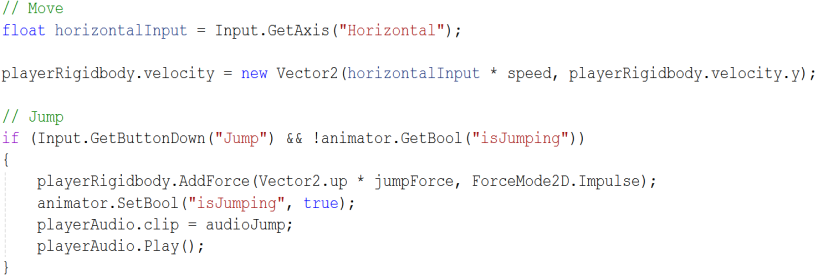 // Move
float horizontalInput = Input.GetAxis("Horizontal");
playerRigidbody.velocity = new Vector2(horizontalInput * speed, playerRigidbody.velocity.y);
// Jump
if (Input.GetButtonDown("Jump") && !animator.GetBool("isJumping"))
{
    playerRigidbody.AddForce(Vector2.up * jumpForce, ForceMode2D.Impulse);
    animator.SetBool("isJumping", true);
    playerAudio.clip = audioJump;
    playerAudio.Play();
}